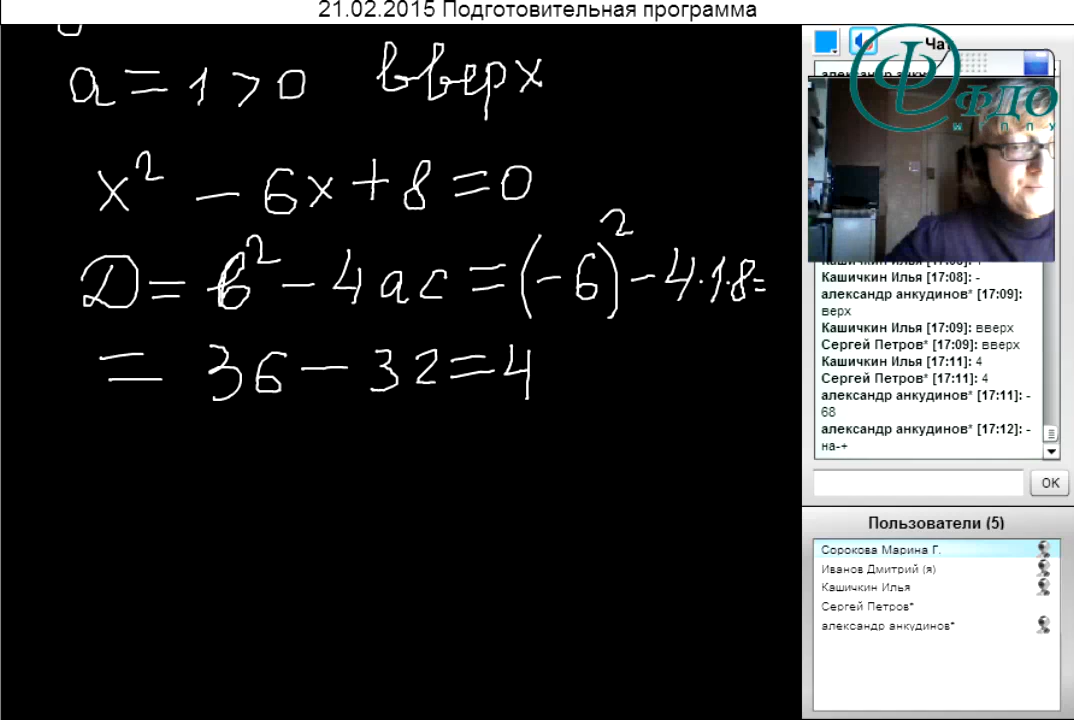 21.02.2015 Подготовительная программа
a = 1 > 0 вверх
x² - 6x + 8 = 0
Д = в² - 4ac = (-6)² - 4·1·8 =
= 36 - 32 = 4
Чат
ФДО
МППУ
Кашичкин Илья [17:08]: -
александр анкудинов* [17:09]:
верх
Кашичкин Илья [17:09]: вверх
Сергей Петров* [17:09]: вверх
Кашичкин Илья [17:11]: 4
Сергей Петров* [17:11]: 4
александр анкудинов* [17:11]: -
68
александр анкудинов* [17:12]: -
на-+
OK
Пользователи (5)
Сорокова Марина Г.
Иванов Дмитрий (я)
Кашичкин Илья
Сергей Петров*
александр анкудинов*